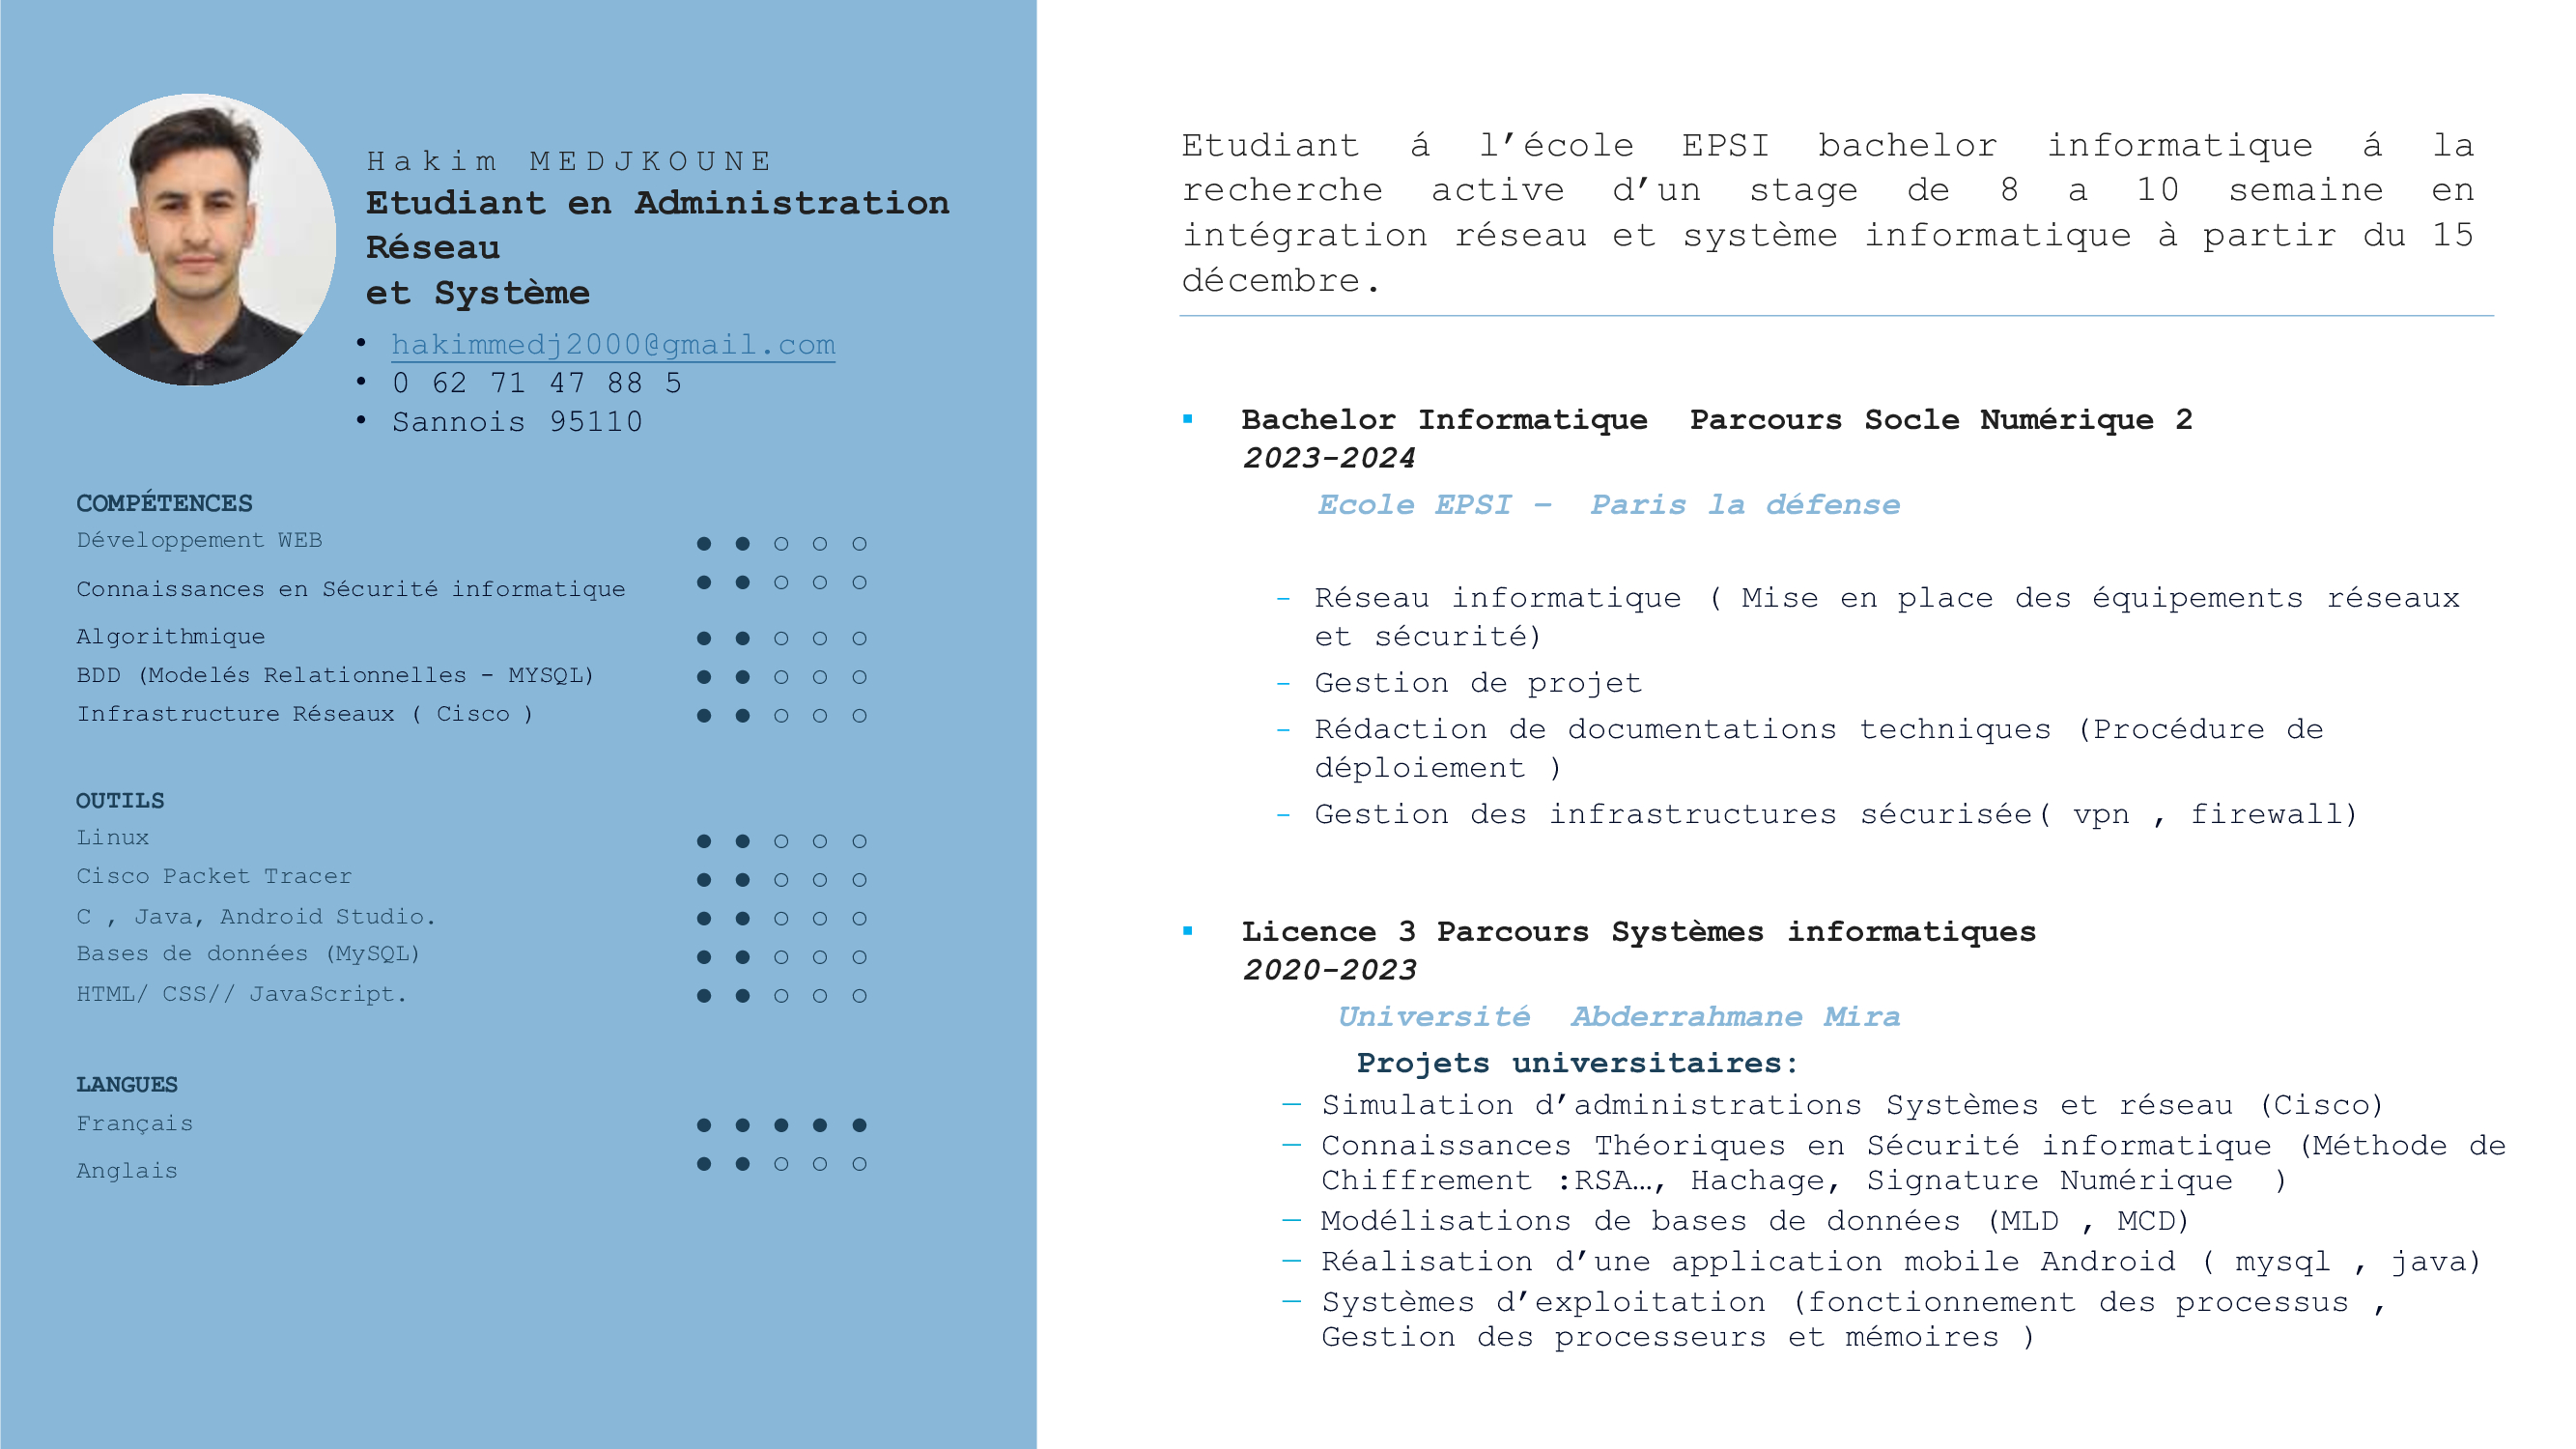 Hakim MEDJKOUNE
Etudiant en Administration
Réseau
et Système
• hakimmedj2000@gmail.com
• 0 62 71 47 88 5
• Sannois 95110
COMPÉTENCES
Développement WEB
Connaissances en Sécurité informatique
Algorithmique
BDD (Modelés Relationnelles - MYSQL)
Infrastructure Réseaux ( Cisco )
OUTILS
Linux
Cisco Packet Tracer
C , Java, Android Studio.
Bases de données (MySQL)
HTML/ CSS// JavaScript.
LANGUES
Français
Anglais
Etudiant á l’école EPSI bachelor informatique á la
recherche active d’un stage de 8 a 10 semaine en
intégration réseau et système informatique à partir du 15
décembre.
▪ Bachelor Informatique Parcours Socle Numérique 2
2023-2024
Ecole EPSI – Paris la défense
- Réseau informatique ( Mise en place des équipements réseaux
et sécurité)
- Gestion de projet
- Rédaction de documentations techniques (Procédure de
déploiement )
- Gestion des infrastructures sécurisée( vpn , firewall)
▪ Licence 3 Parcours Systèmes informatiques
2020-2023
Université Abderrahmane Mira
Projets universitaires:
— Simulation d’administrations Systèmes et réseau (Cisco)
— Connaissances Théoriques en Sécurité informatique (Méthode de
Chiffrement :RSA…, Hachage, Signature Numérique )
— Modélisations de bases de données (MLD , MCD)
— Réalisation d’une application mobile Android ( mysql , java)
— Systèmes d’exploitation (fonctionnement des processus ,
Gestion des processeurs et mémoires )